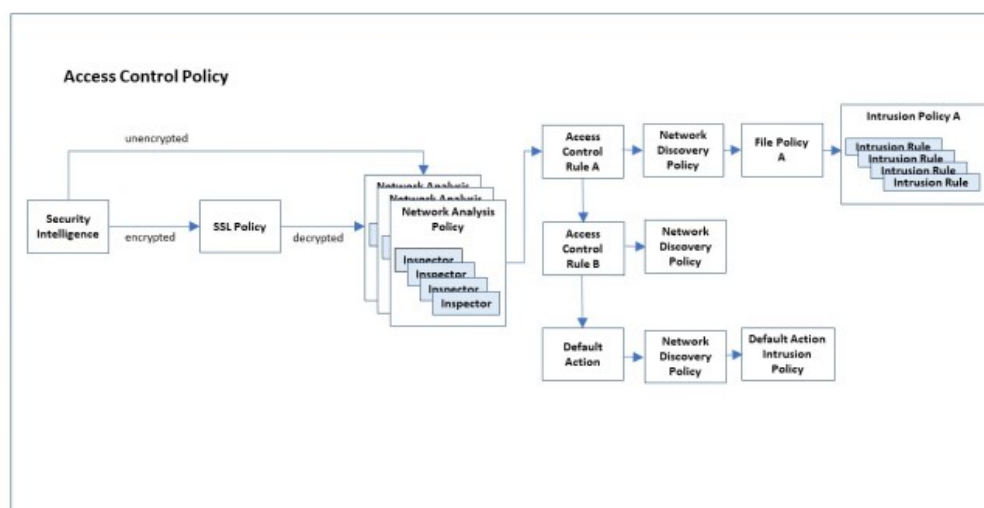 Access Control Policy
unencrypted
Security
Intelligence
encrypted
SSL Policy
decrypted
Network Analysis
Network Analysis
Network Analysis
Policy
Inspector
Inspector
Inspector
Inspector
Access
Control
Rule A
Network
Discovery
Policy
File Policy
A
Intrusion Policy A
Intrusion Rule
Intrusion Rule
Intrusion Rule
Intrusion Rule
Access
Control
Rule B
Network
Discovery
Policy
Default
Action
Network
Discovery
Policy
Default Action
Intrusion
Policy